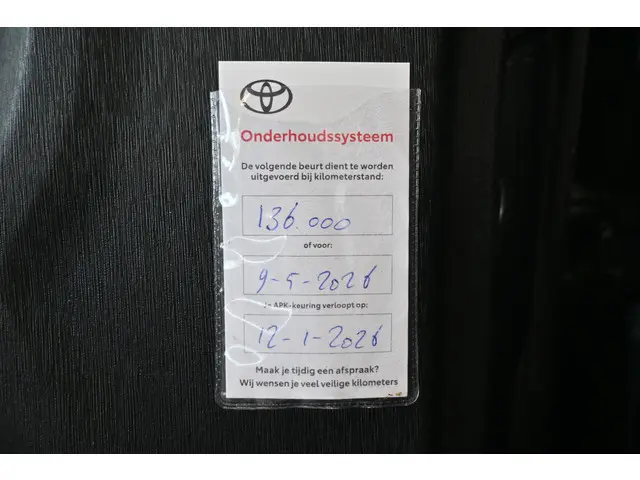 Onderhoudssysteem
De volgende beurt dient te worden
uitgevoerd bij kilometerstand:
136.000
of voor:
9-5-2026
Je APK-keuring verloopt op:
12-1-2026
Maak je tijdig een afspraak?
Wij wensen je veel veilige kilometers